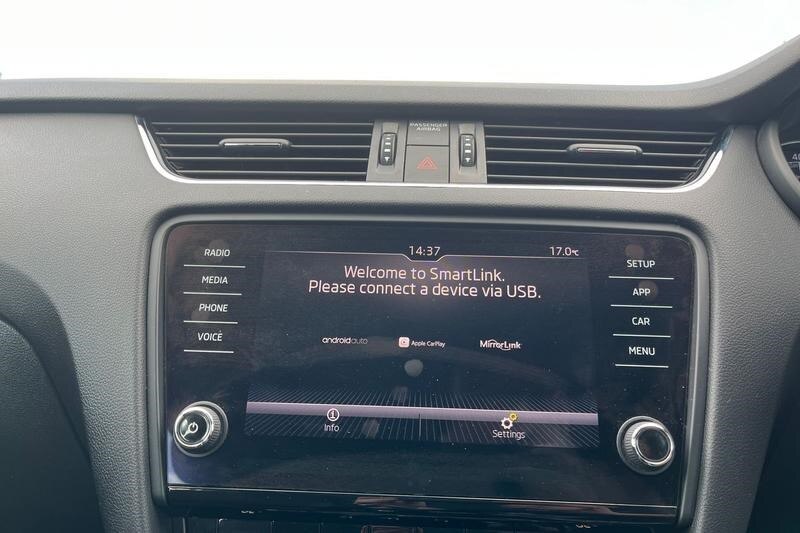 PASSENGER
AIRBAG
14:37
17.0°C
Welcome to SmartLink.
Please connect a device via USB.
RADIO
MEDIA
PHONE
VOICE
androidauto
Apple CarPlay
MirrorLink
Info
Settings
SETUP
APP
CAR
MENU